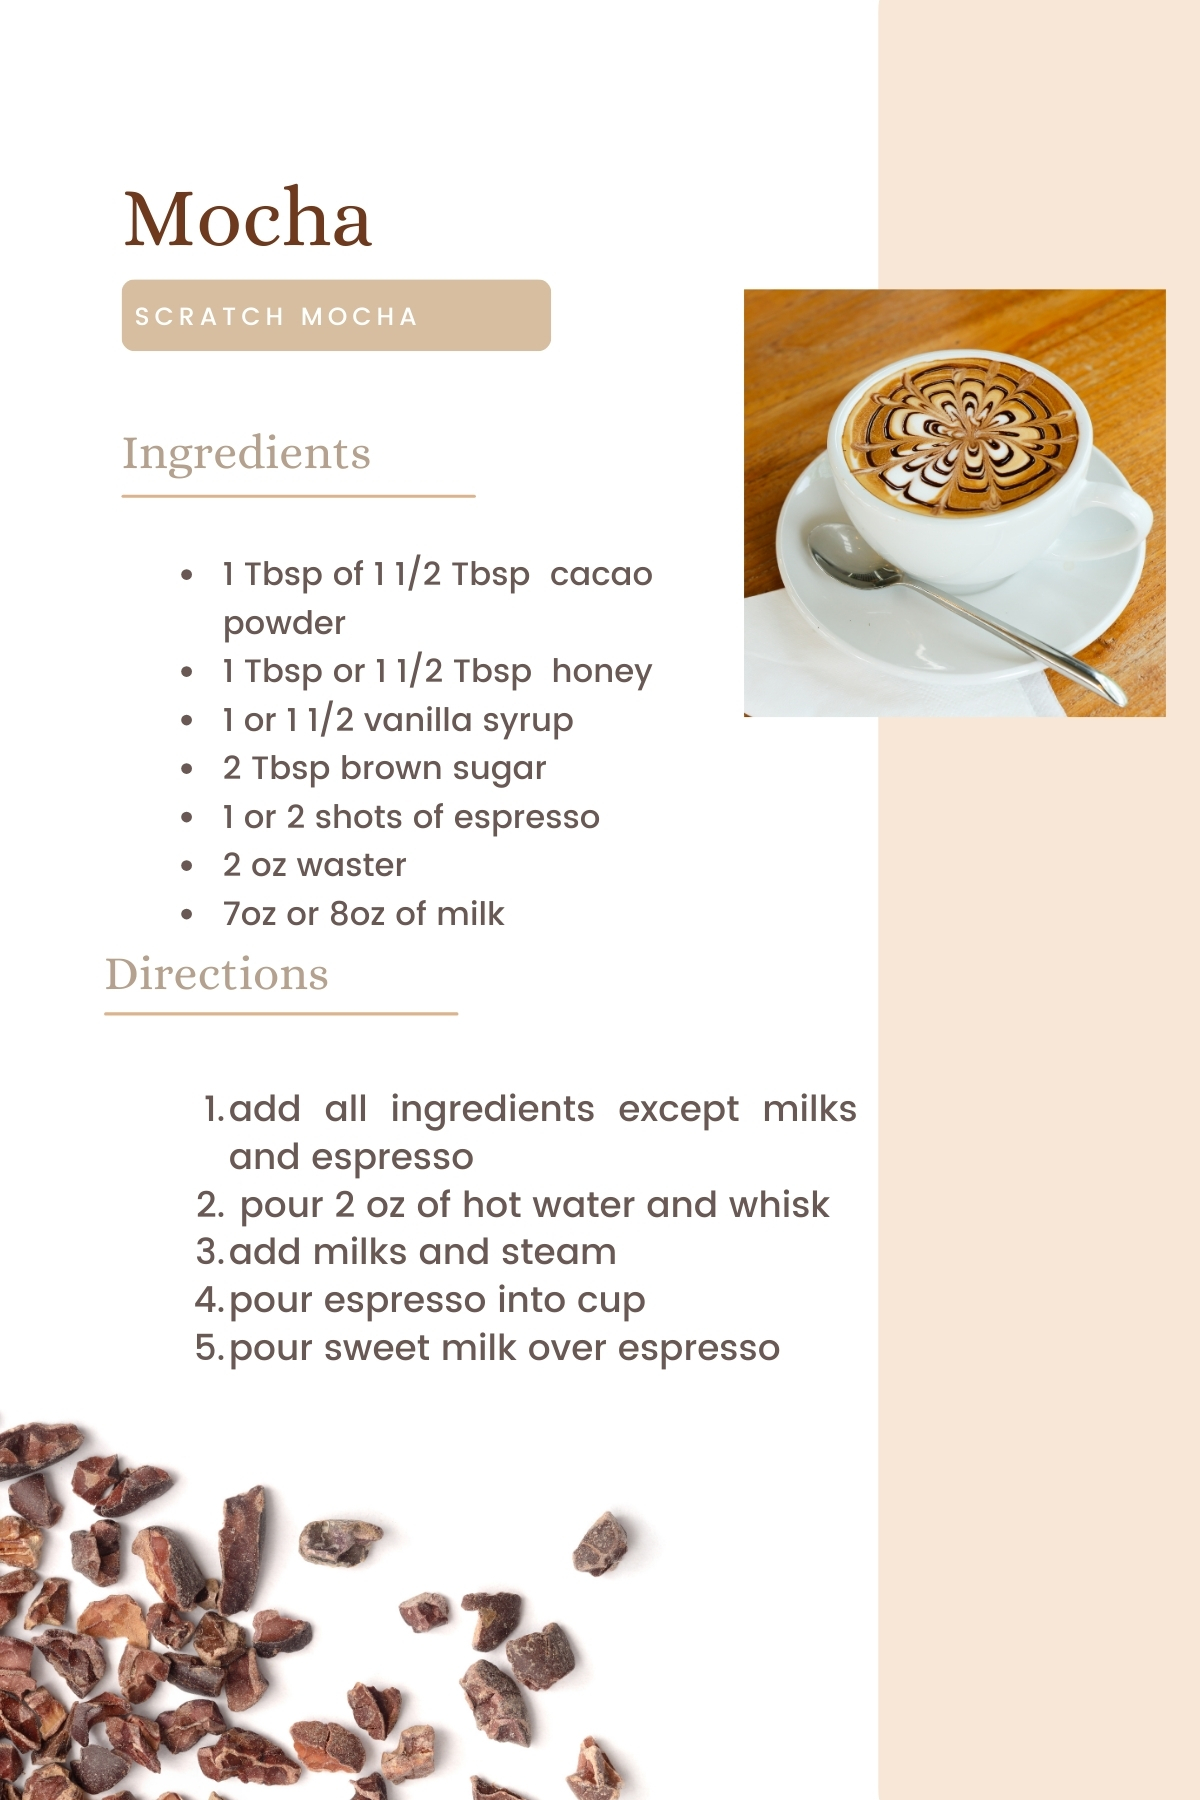 Mocha
SCRATCH MOCHA
Ingredients
• 1 Tbsp of 1 1/2 Tbsp cacao
powder
• 1 Tbsp or 1 1/2 Tbsp honey
• 1 or 1 1/2 vanilla syrup
• 2 Tbsp brown sugar
• 1 or 2 shots of espresso
• 2 oz waster
• 7oz or 8oz of milk
Directions
1. add all ingredients except milks
and espresso
2. pour 2 oz of hot water and whisk
3. add milks and steam
4. pour espresso into cup
5. pour sweet milk over espresso